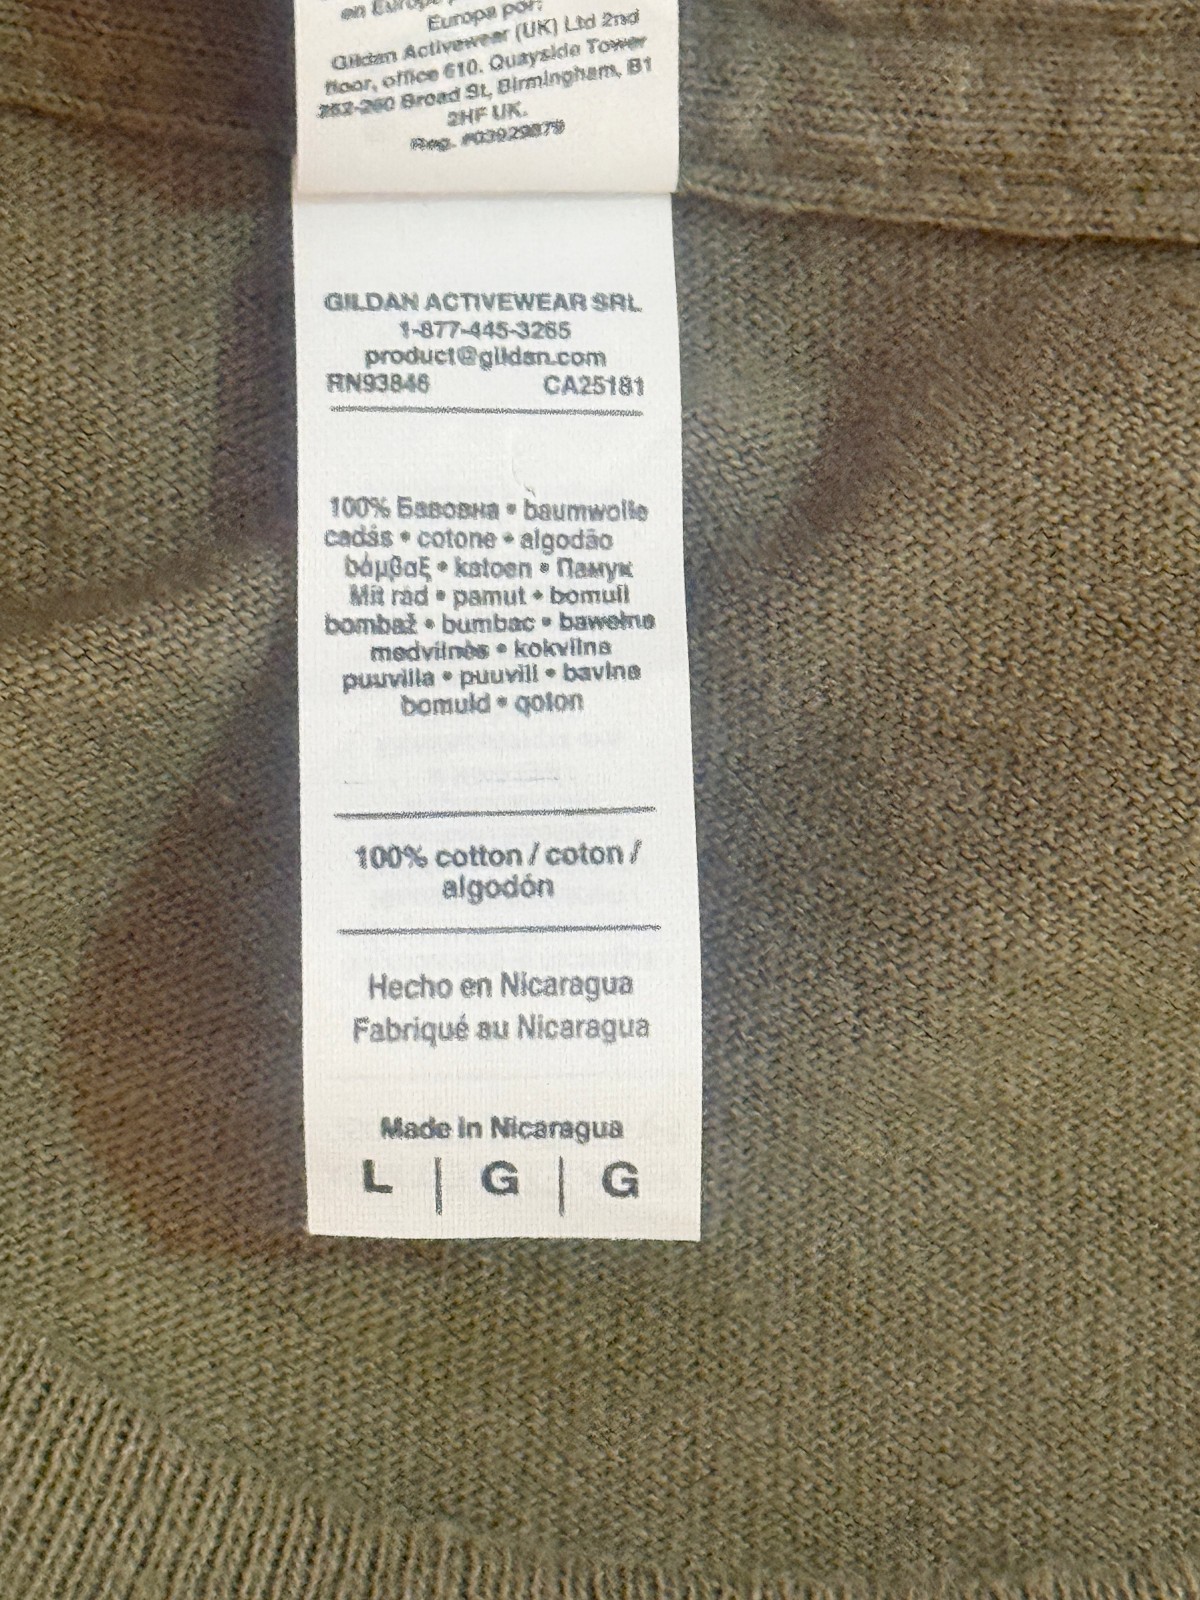 en Europe
Europa por:
Gildan Activewear (UK) Ltd 2nd
floor, office 610. Quayside Tower
252-260 Broad St, Birmingham, B1
2HF UK.
Reg. #03929879
GILDAN ACTIVEWEAR SRL
1-877-445-3265
product@gildan.com
RN93846 CA25181
100% Бавовна • baumwolle
cadás • cotone • algodão
bάμβαξ • katoen • Памук
Mit rad • pamut • bomull
bombaž • bumbac • bawełna
medvilnės • kokvilna
puuvilla • puuvill • bavlna
bomuld • qoton
100% cotton / coton /
algodón
Hecho en Nicaragua
Fabriqué au Nicaragua
Made in Nicaragua
L | G | G